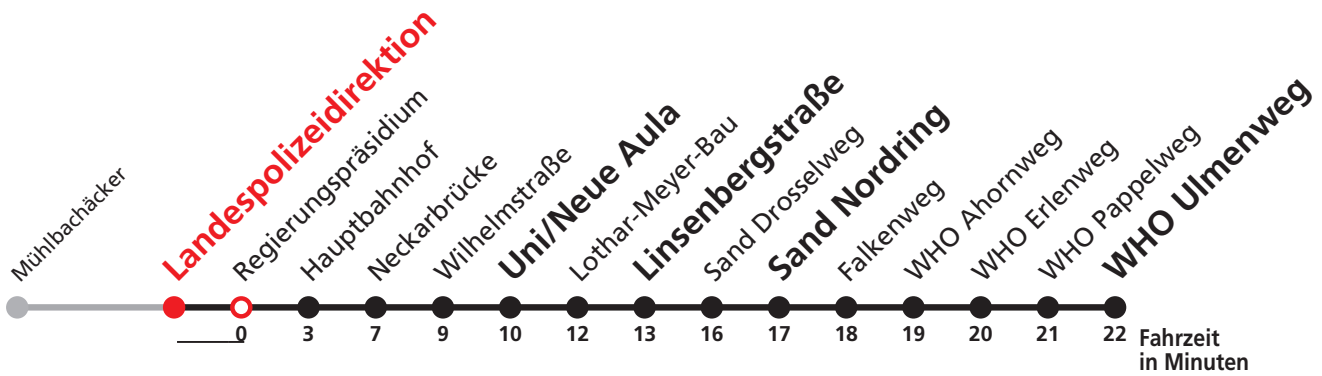 Mühlbachäcker
Landespolizeidirektion
Regierungspräsidium
Hauptbahnhof
Neckarbrücke
Wilhelmstraße
Uni/Neue Aula
Lothar-Meyer-Bau
Linsenbergstraße
Sand Drosselweg
Sand Nordring
Falkenweg
WHO Ahornweg
WHO Erlenweg
WHO Pappelweg
WHO Ulmenweg
0 3 7 9 10 12 13 16 17 18 19 20 21 22 Fahrzeit
in Minuten